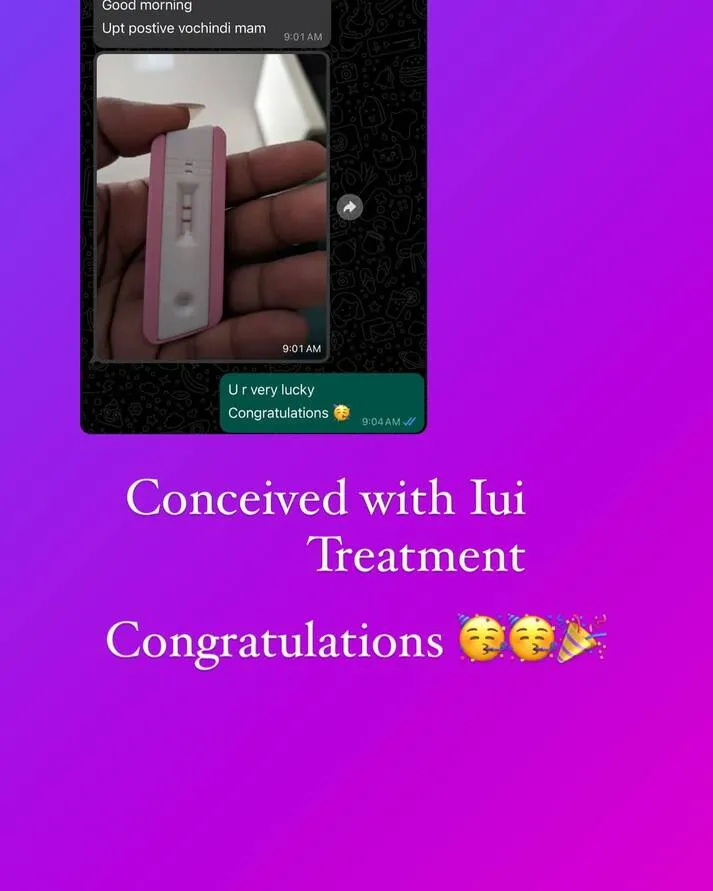 Good morning
Upt postive vochindi mam
9:01 AM
9:01 AM
U r very lucky
Congratulations 🥳
9:04 AM
Conceived with Iui
Treatment
Congratulations 🥳🥳🎉